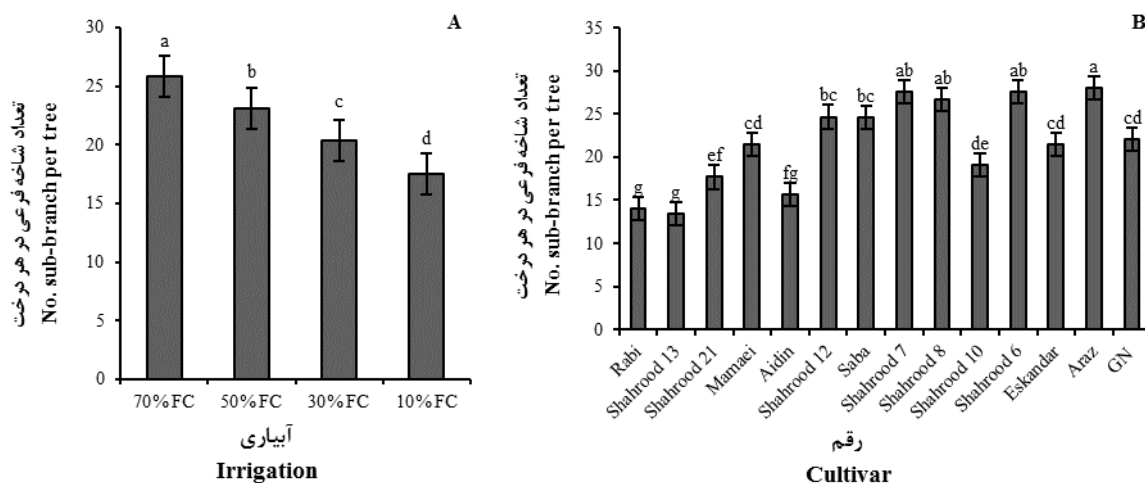 A
تعداد شاخه فرعی در هر درخت
No. sub-branch per tree
30
25
20
15
10
5
0
a
b
c
d
70%FC
50%FC
30%FC
10%FC
آبیاری
Irrigation
B
تعداد شاخه فرعی در هر درخت
No. sub-branch per tree
35
30
25
20
15
10
5
0
g
g
ef
cd
fg
bc
bc
ab
ab
de
ab
cd
a
cd
Rabi
Shahrood 13
Shahrood 21
Mamaei
Aidin
Shahrood 12
Saba
Shahrood 7
Shahrood 8
Shahrood 10
Shahrood 6
Eskandar
Araz
GN
رقم
Cultivar